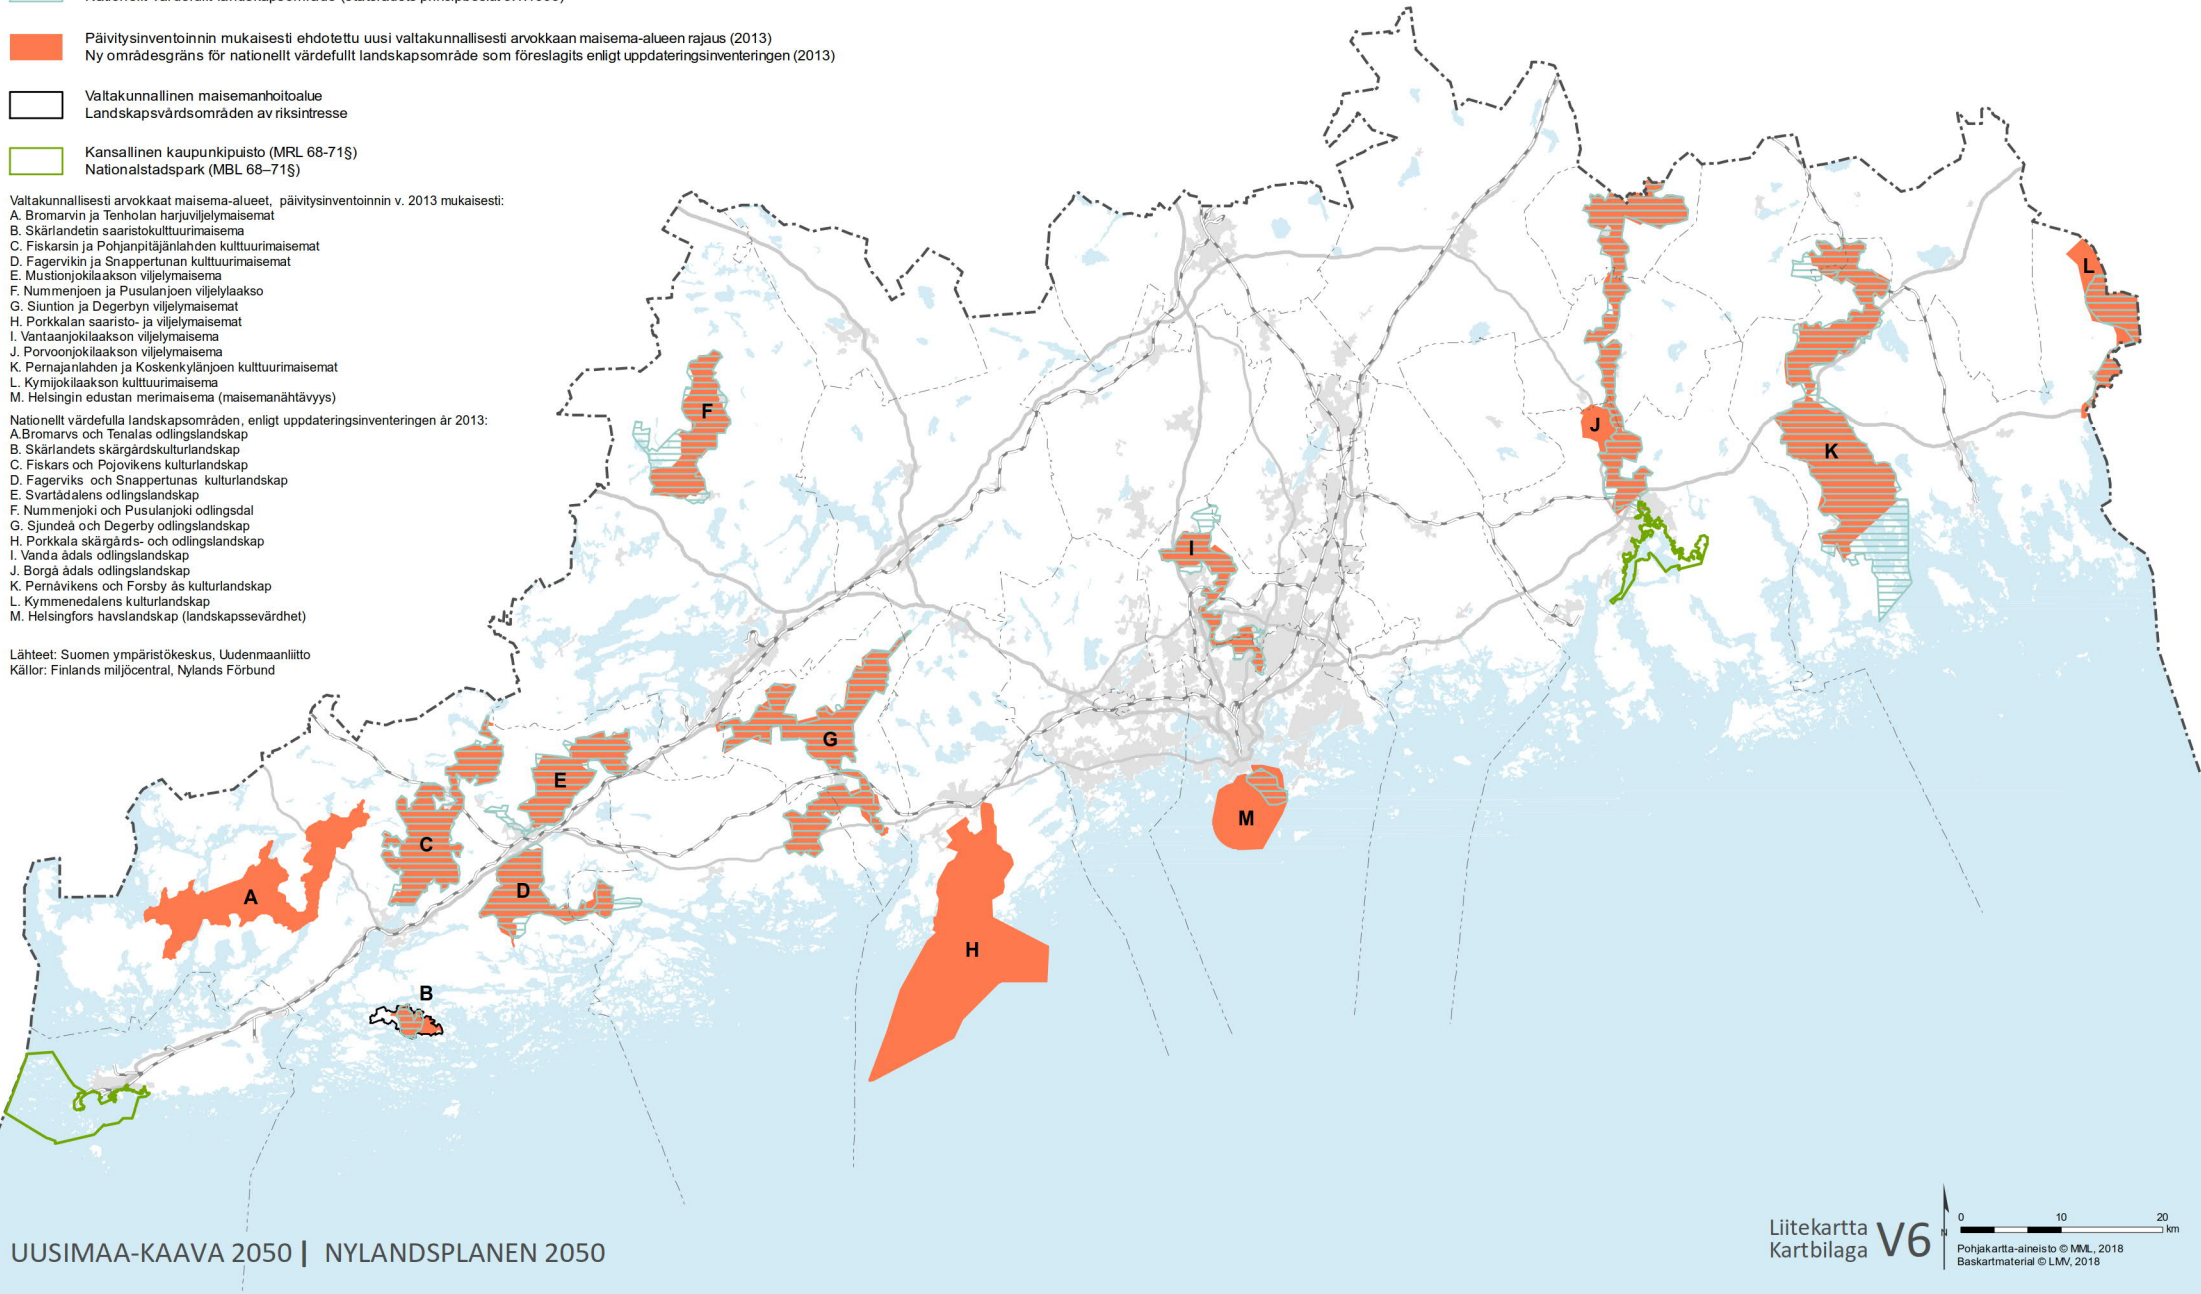 Päivitysinventoinnin mukaisesti ehdotettu uusi valtakunnallisesti arvokkaan maisema-alueen rajaus (2013)
Ny områdesgräns för nationellt värdefullt landskapsområde som föreslagits enligt uppdateringsinventeringen (2013)
Valtakunnallinen maisemanhoitoalue
Landskapsvårdsområden av riksintresse
Kansallinen kaupunkipuisto (MRL 68-71§)
Nationalstadspark (MBL 68–71§)
Valtakunnallisesti arvokkaat maisema-alueet, päivitysinventoinnin v. 2013 mukaisesti:
A. Bromarvin ja Tenholan harjuviljelymaisemat
B. Skärlandetin saaristokulttuurimaisema
C. Fiskarsin ja Pohjanpitäjänlahden kulttuurimaisemat
D. Fagervikin ja Snappertunan kulttuurimaisemat
E. Mustionjokilaakson viljelymaisema
F. Nummenjoen ja Pusulanjoen viljelylaakso
G. Siuntion ja Degerbyn viljelymaisemat
H. Porkkalan saaristo- ja viljelymaisemat
I. Vantaanjokilaakson viljelymaisema
J. Porvoonjokilaakson viljelymaisema
K. Pernajanlahden ja Koskenkylänjoen kulttuurimaisemat
L. Kymijokilaakson kulttuurimaisema
M. Helsingin edustan merimaisema (maisemanähtävyys)
Nationellt värdefulla landskapsområden, enligt uppdateringsinventeringen år 2013:
A.Bromarvs och Tenalas odlingslandskap
B. Skärlandets skärgårdskulturlandskap
C. Fiskars och Pojovikens kulturlandskap
D. Fagerviks och Snappertunas kulturlandskap
E. Svartådalens odlingslandskap
F. Nummenjoki och Pusulanjoki odlingsdal
G. Sjundeå och Degerby odlingslandskap
H. Porkkala skärgårds- och odlingslandskap
I. Vanda ådals odlingslandskap
J. Borgå ådals odlingslandskap
K. Pernåvikens och Forsby ås kulturlandskap
L. Kymmenedalens kulturlandskap
M. Helsingfors havslandskap (landskapssevärdhet)
Lähteet: Suomen ympäristökeskus, Uudenmaanliitto
Källor: Finlands miljöcentral, Nylands Förbund
L
F
J
K
I
G
E
M
C
D
A
H
B
UUSIMAA-KAAVA 2050 | NYLANDSPLANEN 2050
Liitekartta
Kartbilaga
V6
N
0 10 20
km
Pohjakartta-aineisto © MML, 2018
Baskartmaterial © LMV, 2018